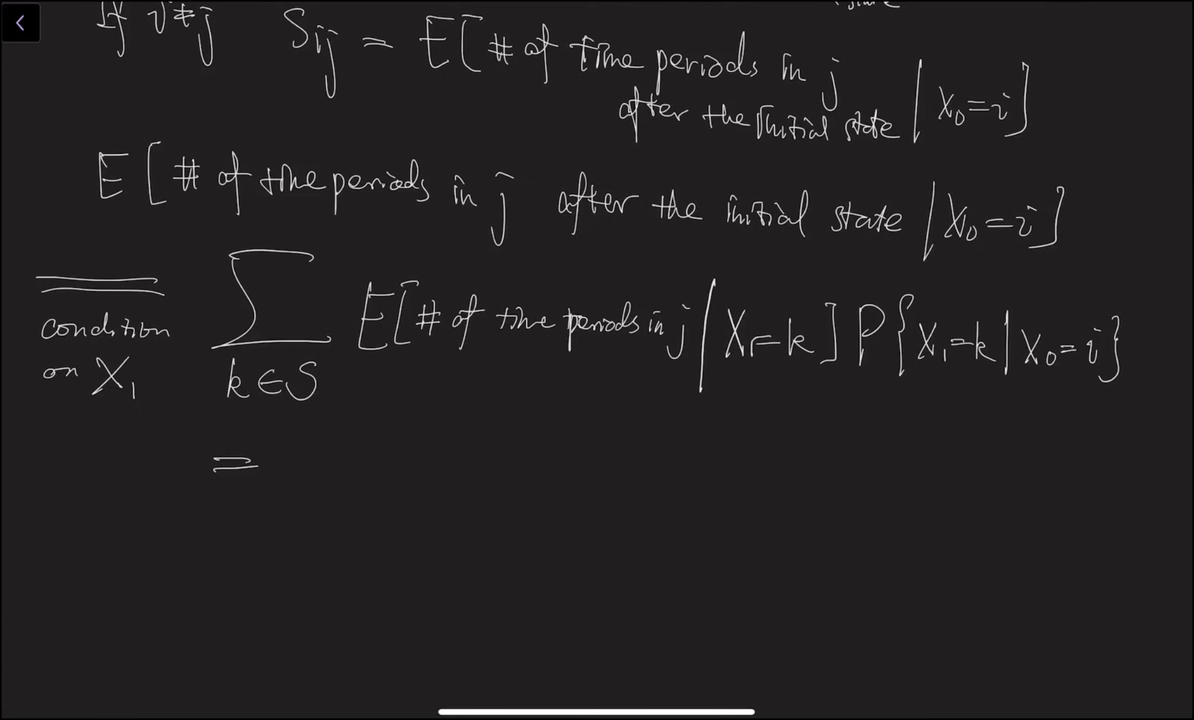 If i≠j Sij = E[# of time periods in j
after the initial state | X0=i]
E[# of time periods in j after the initial state | X0=i]
condition on X1 = Σ k∈S E[# of time periods in j | X1=k] P{X1=k | X0=i}
=